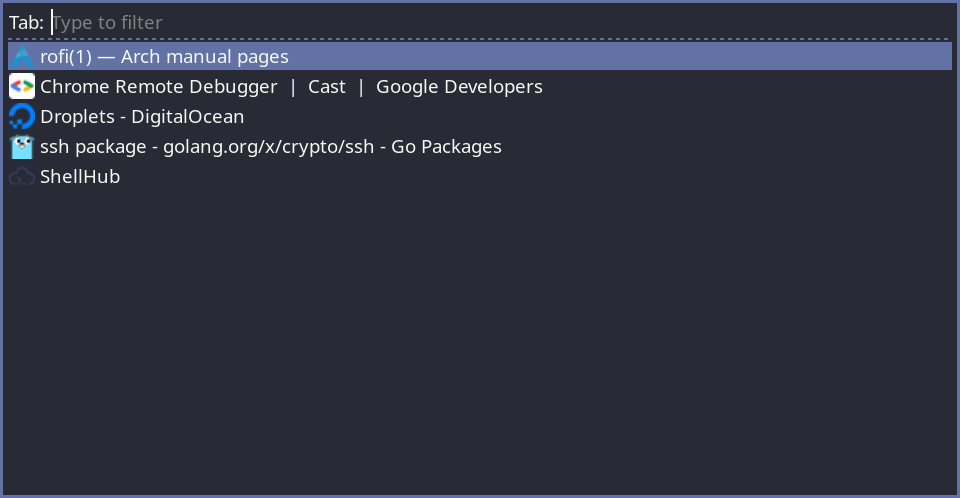 Tab: Type to filter
rofi(1) — Arch manual pages
Chrome Remote Debugger | Cast | Google Developers
Droplets - DigitalOcean
ssh package - golang.org/x/crypto/ssh - Go Packages
ShellHub